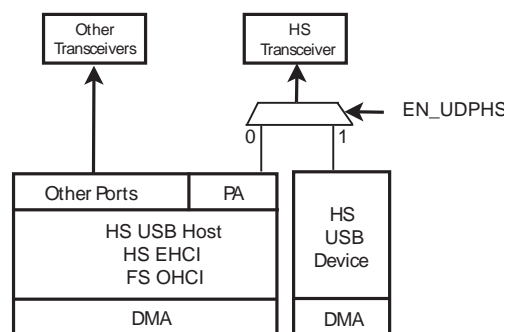 Other
Transceivers
HS
Transceiver
EN_UDPHS
0
1
Other Ports
PA
HS USB Host
HS EHCI
FS OHCI
DMA
HS
USB
Device
DMA